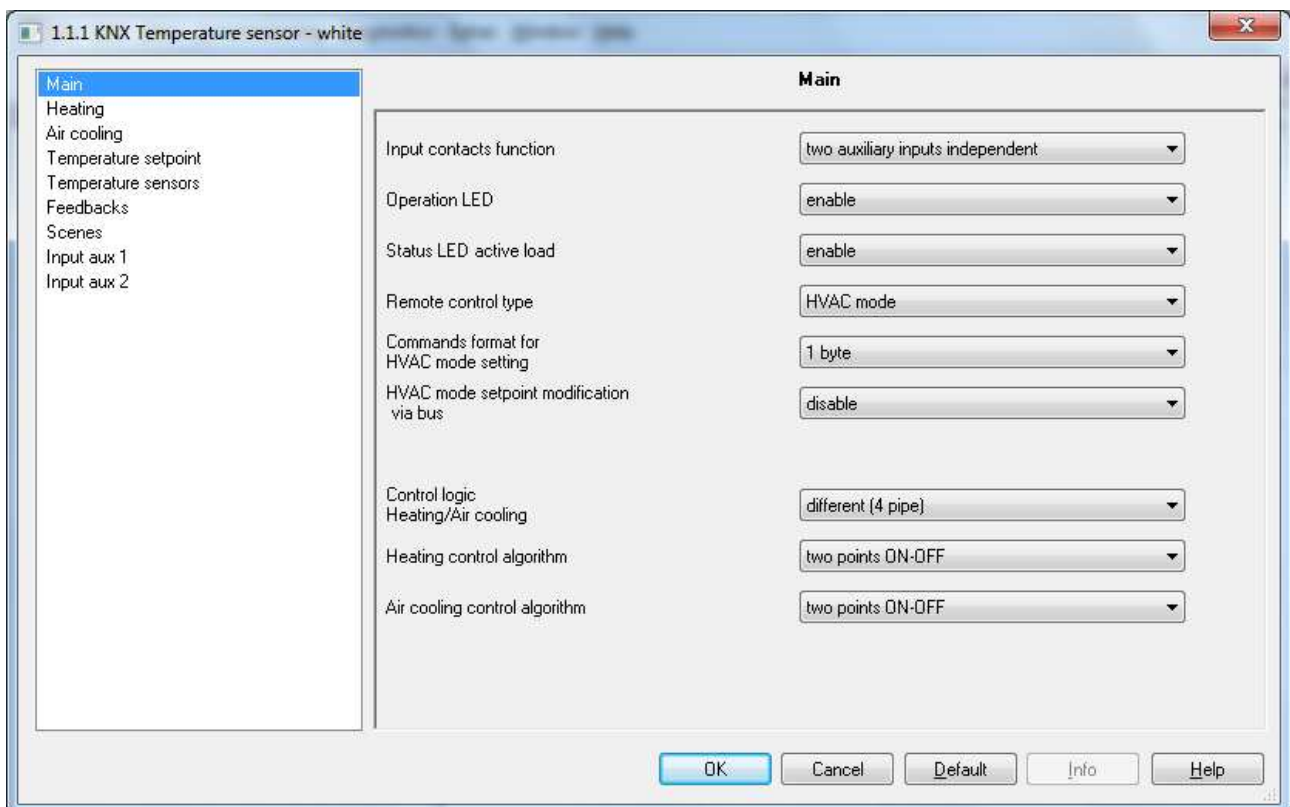 1.1.1 KNX Temperature sensor - white
Main
Heating
Air cooling
Temperature setpoint
Temperature sensors
Feedbacks
Scenes
Input aux 1
Input aux 2
Main
Input contacts function
two auxiliary inputs independent
Operation LED
enable
Status LED active load
enable
Remote control type
HVAC mode
Commands format for
HVAC mode setting
1 byte
HVAC mode setpoint modification
via bus
disable
Control logic
Heating/Air cooling
different (4 pipe)
Heating control algorithm
two points ON-OFF
Air cooling control algorithm
two points ON-OFF
OK
Cancel
Default
Info
Help